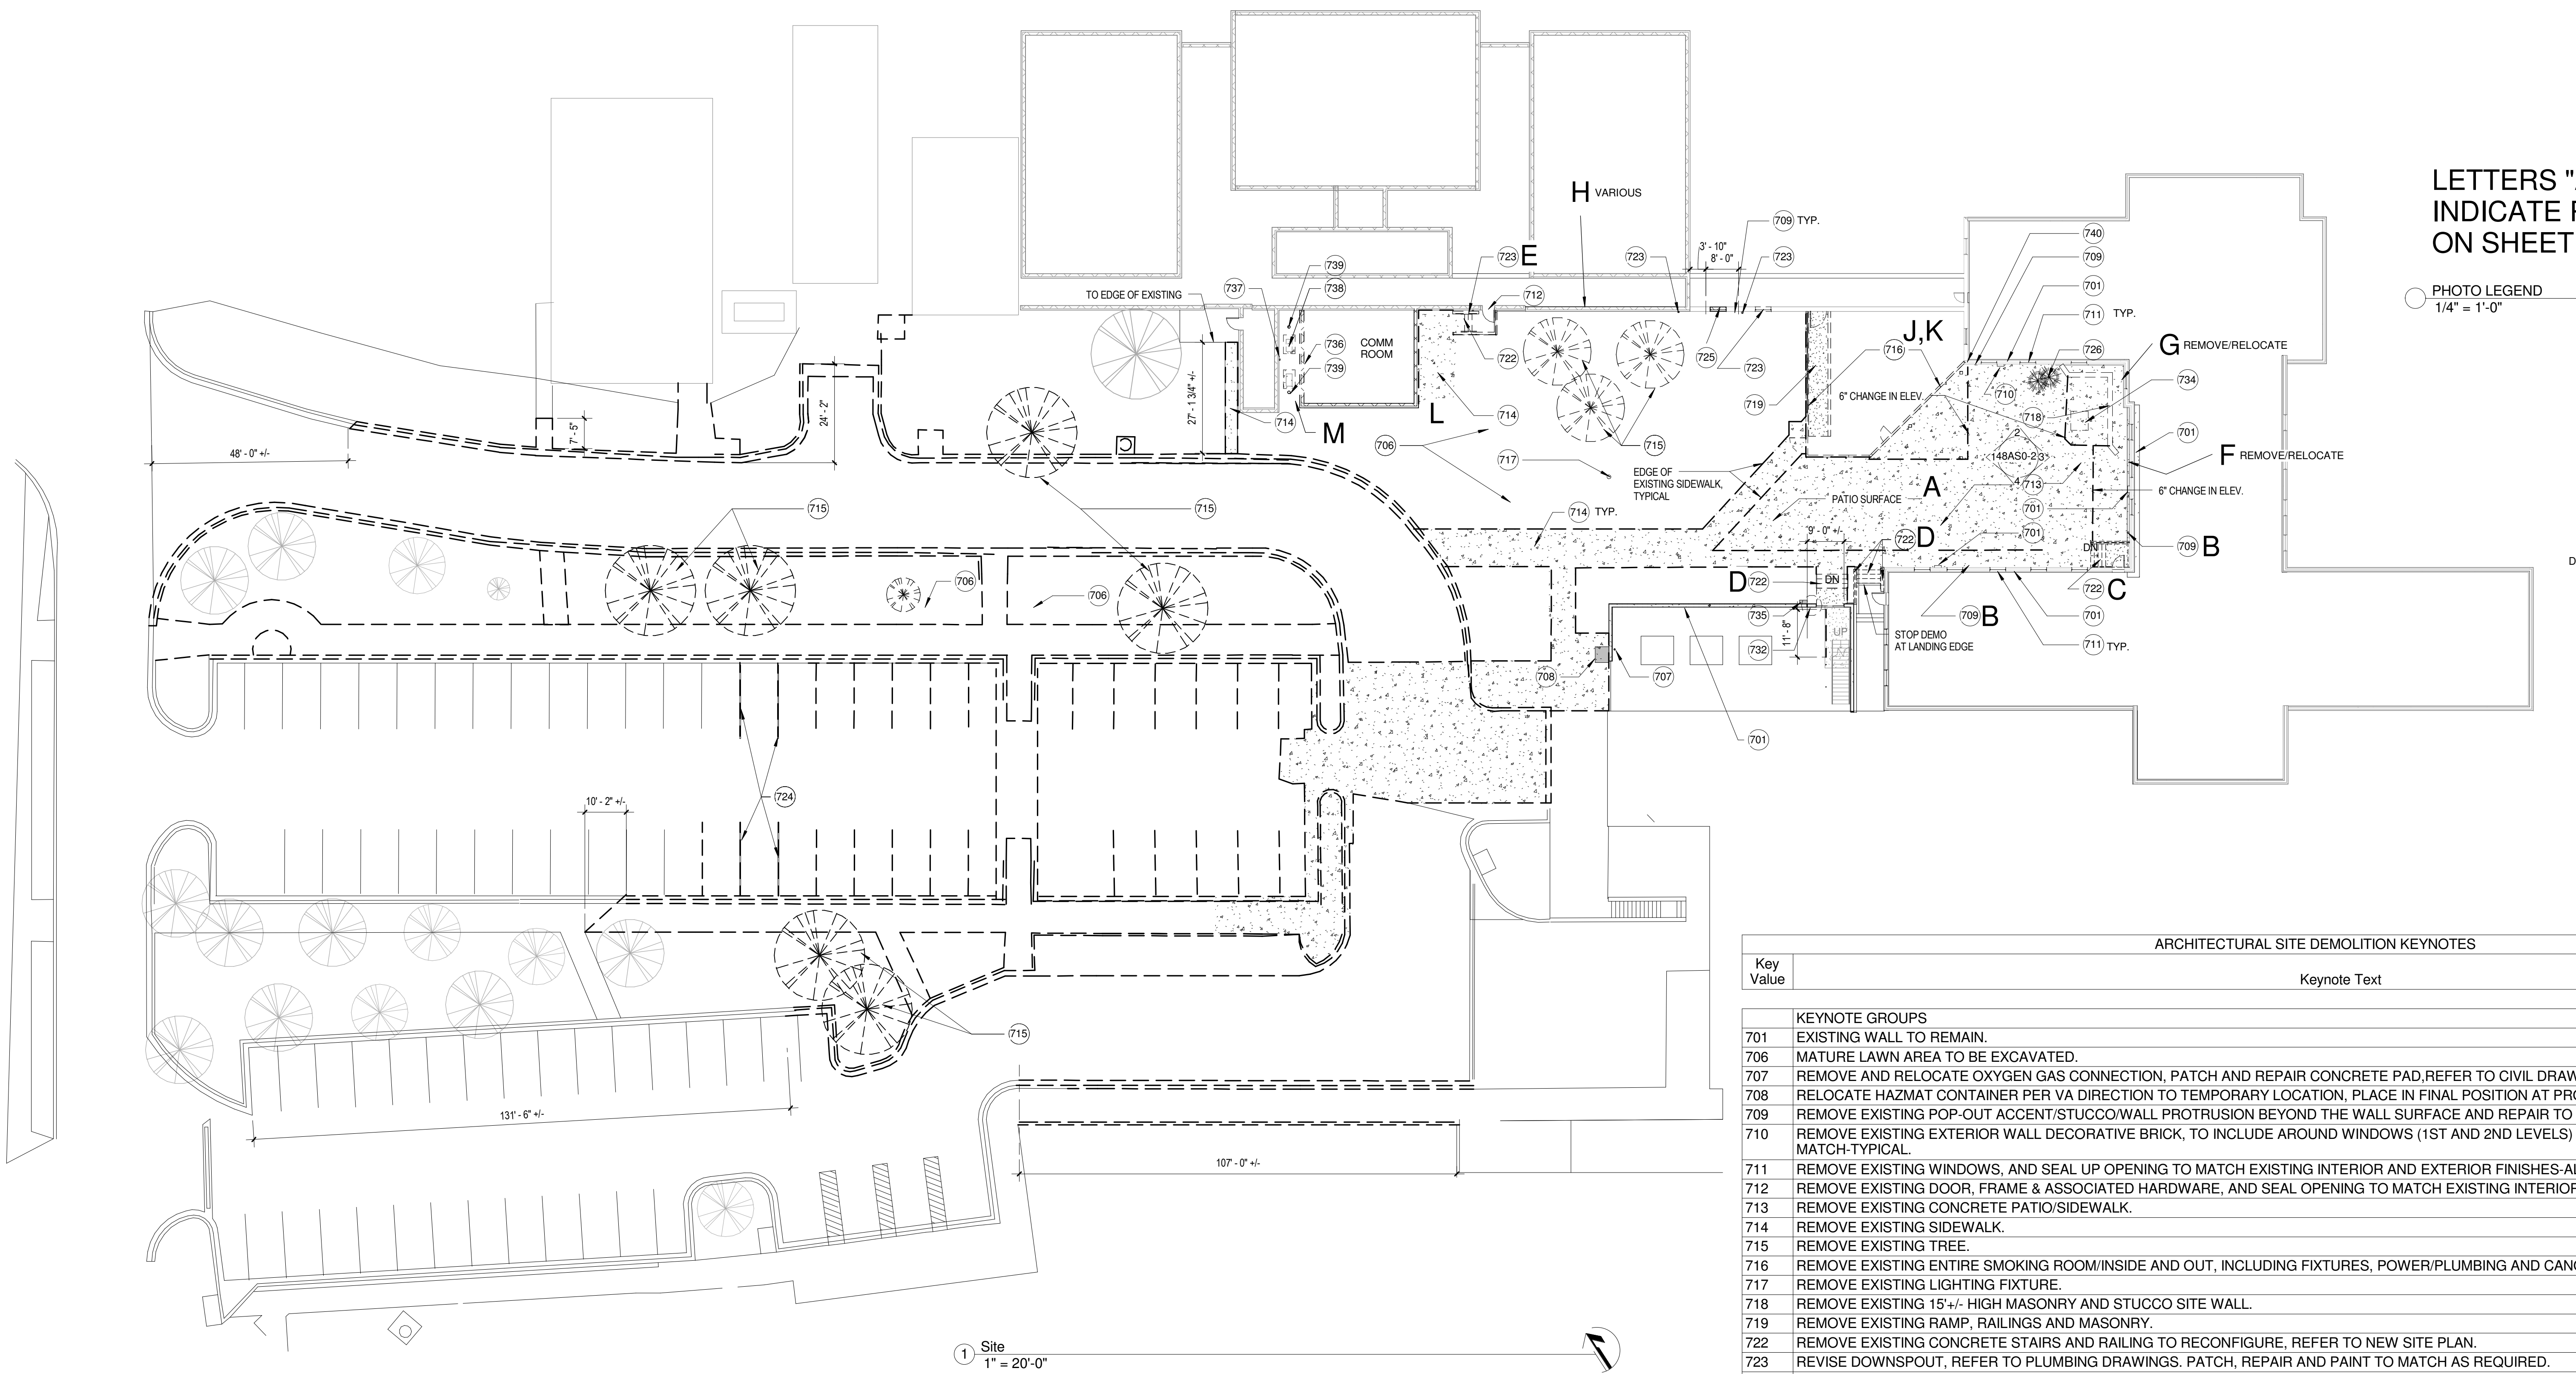 H VARIOUS
LETTERS "
INDICATE
ON SHEET
PHOTO LEGEND
1/4" = 1'-0"
709 TYP.
3' - 10"
8' - 0"
723 E
723
723
740
709
701
711 TYP.
726
G REMOVE/RELOCATE
734
739
738
737
TO EDGE OF EXISTING
712
J,K
716
725
723
722
736
739
COMM
ROOM
719
6" CHANGE IN ELEV.
710
718
L
714
M
714
27' - 1 3/4" +/-
24' - 2"
7' - 5"
48' - 0" +/-
706
715
717
701
F REMOVE/RELOCATE
2
148AS0-2 3
4
713
EDGE OF
EXISTING SIDEWALK,
TYPICAL
PATIO SURFACE
A
6" CHANGE IN ELEV.
701
701
715
715
714 TYP.
9' - 0" +/-
722 D
DN
709 B
D 722
DN
722 C
706
706
735
709 B
701
UP
11' - 8"
732
STOP DEMO
AT LANDING EDGE
711 TYP.
708
707
701
724
10' - 2" +/-
715
131' - 6" +/-
107' - 0" +/-
1 Site
1" = 20'-0"
ARCHITECTURAL SITE DEMOLITION KEYNOTES
Key
Value
Keynote Text
KEYNOTE GROUPS
701 EXISTING WALL TO REMAIN.
706 MATURE LAWN AREA TO BE EXCAVATED.
707 REMOVE AND RELOCATE OXYGEN GAS CONNECTION, PATCH AND REPAIR CONCRETE PAD,REFER TO CIVIL DRAW
708 RELOCATE HAZMAT CONTAINER PER VA DIRECTION TO TEMPORARY LOCATION, PLACE IN FINAL POSITION AT PRO
709 REMOVE EXISTING POP-OUT ACCENT/STUCCO/WALL PROTRUSION BEYOND THE WALL SURFACE AND REPAIR TO
710 REMOVE EXISTING EXTERIOR WALL DECORATIVE BRICK, TO INCLUDE AROUND WINDOWS (1ST AND 2ND LEVELS)
MATCH-TYPICAL.
711 REMOVE EXISTING WINDOWS, AND SEAL UP OPENING TO MATCH EXISTING INTERIOR AND EXTERIOR FINISHES-AL
712 REMOVE EXISTING DOOR, FRAME & ASSOCIATED HARDWARE, AND SEAL OPENING TO MATCH EXISTING INTERIOR
713 REMOVE EXISTING CONCRETE PATIO/SIDEWALK.
714 REMOVE EXISTING SIDEWALK.
715 REMOVE EXISTING TREE.
716 REMOVE EXISTING ENTIRE SMOKING ROOM/INSIDE AND OUT, INCLUDING FIXTURES, POWER/PLUMBING AND CANO
717 REMOVE EXISTING LIGHTING FIXTURE.
718 REMOVE EXISTING 15'+/- HIGH MASONRY AND STUCCO SITE WALL.
719 REMOVE EXISTING RAMP, RAILINGS AND MASONRY.
722 REMOVE EXISTING CONCRETE STAIRS AND RAILING TO RECONFIGURE, REFER TO NEW SITE PLAN.
723 REVISE DOWNSPOUT, REFER TO PLUMBING DRAWINGS. PATCH, REPAIR AND PAINT TO MATCH AS REQUIRED.